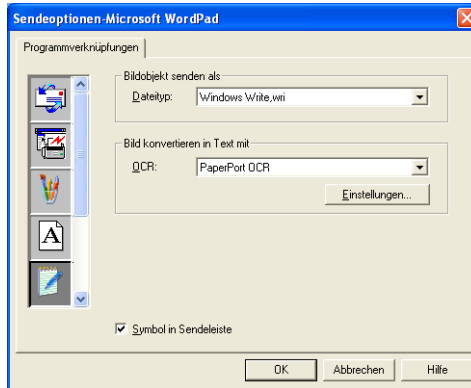 Sendeoptionen-Microsoft WordPad
Programmverknüpfungen
Bildobjekt senden als
Dateityp: Windows Write,wri
Bild konvertieren in Text mit
OCR: PaperPort OCR
Einstellungen...
A
Symbol in Sendeleiste
OK Abbrechen Hilfe